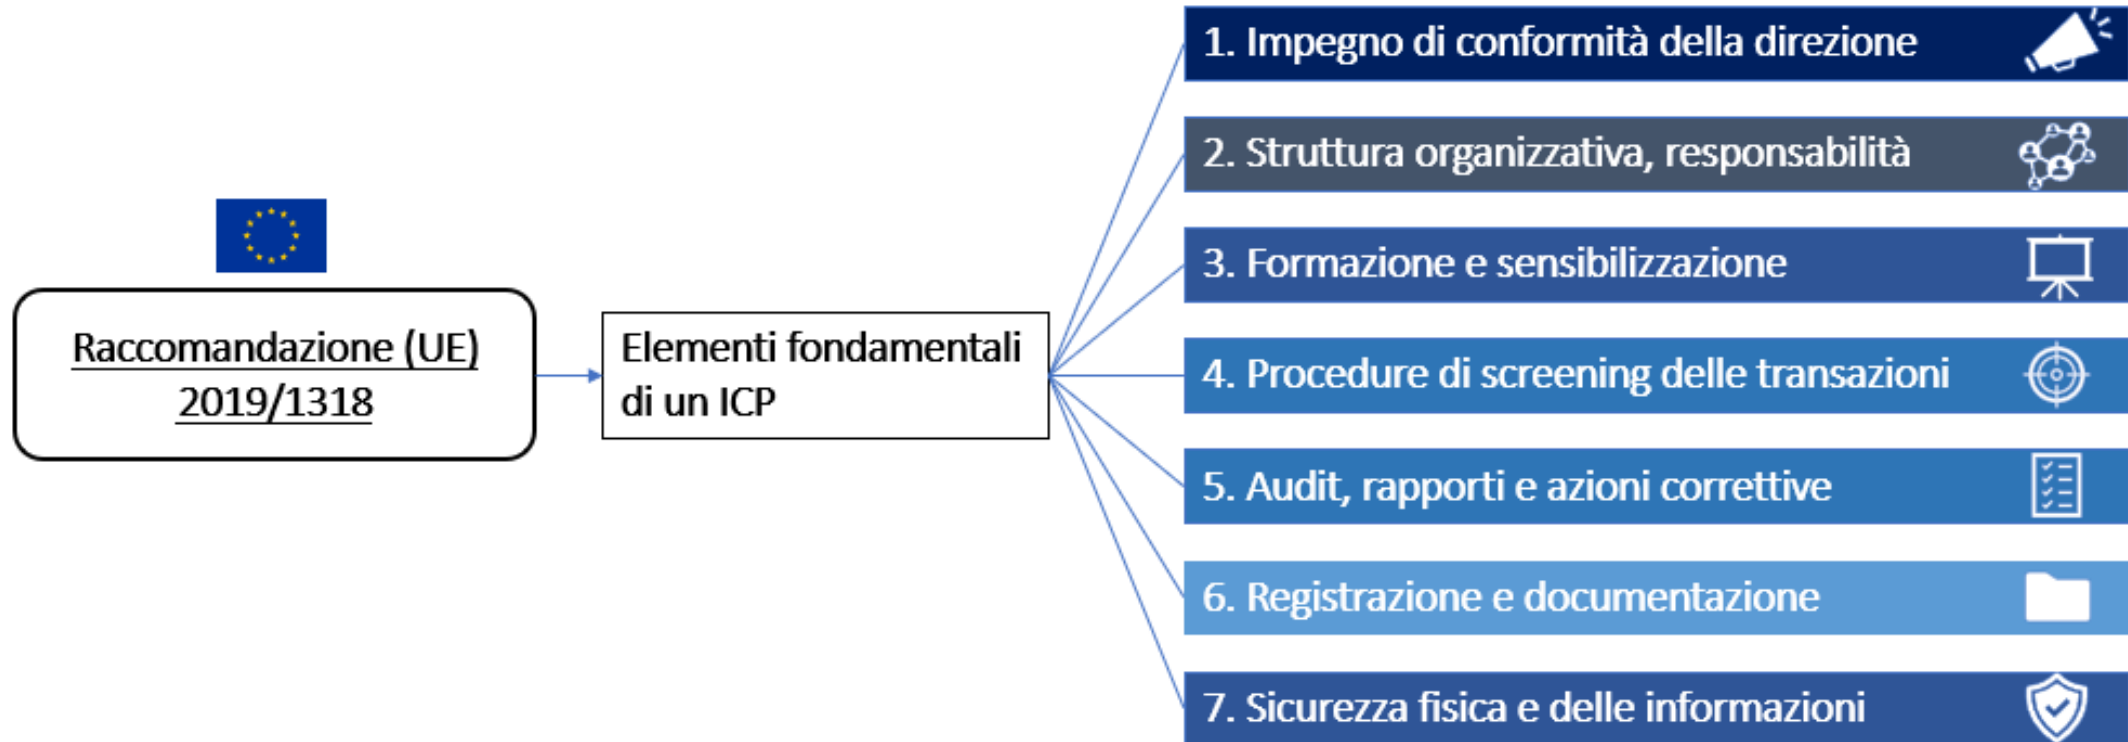 Raccomandazione (UE)
2019/1318
Elementi fondamentali
di un ICP
1. Impegno di conformità della direzione
2. Struttura organizzativa, responsabilità
3. Formazione e sensibilizzazione
4. Procedure di screening delle transazioni
5. Audit, rapporti e azioni correttive
6. Registrazione e documentazione
7. Sicurezza fisica e delle informazioni